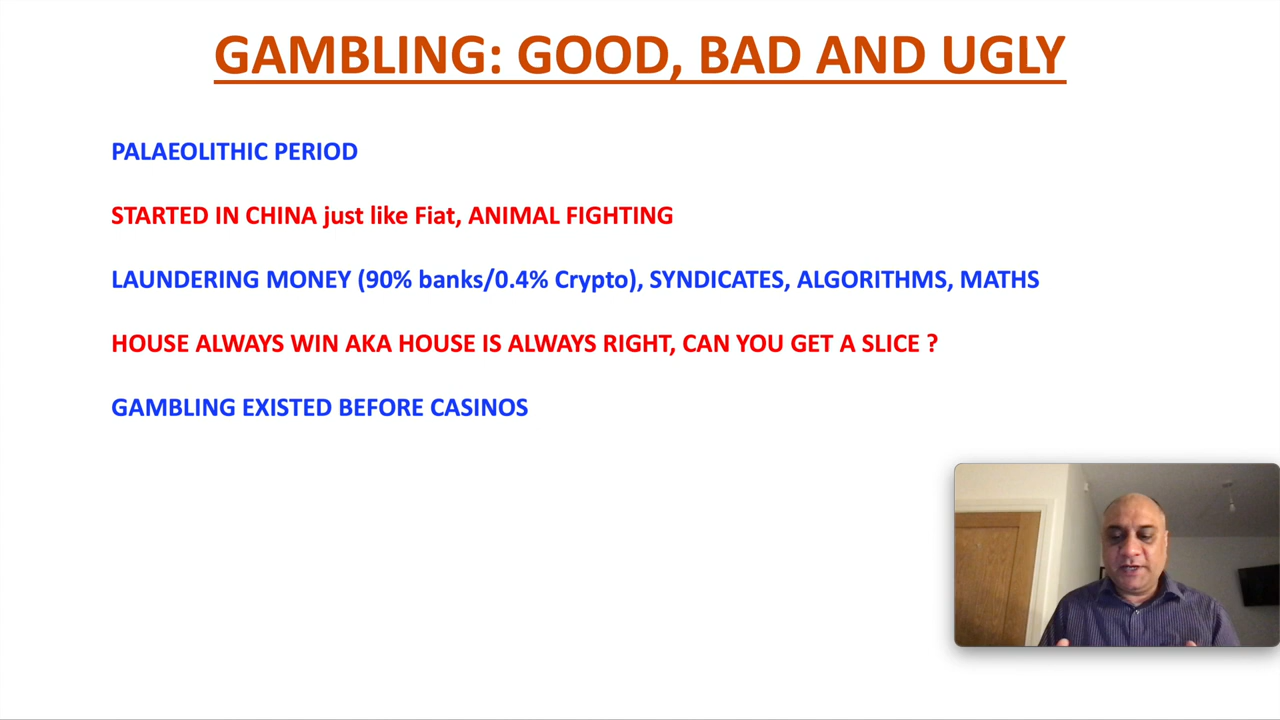 GAMBLING: GOOD, BAD AND UGLY
PALAEOLITHIC PERIOD
STARTED IN CHINA just like Fiat, ANIMAL FIGHTING
LAUNDERING MONEY (90% banks/0.4% Crypto), SYNDICATES, ALGORITHMS, MATHS
HOUSE ALWAYS WIN AKA HOUSE IS ALWAYS RIGHT, CAN YOU GET A SLICE ?
GAMBLING EXISTED BEFORE CASINOS